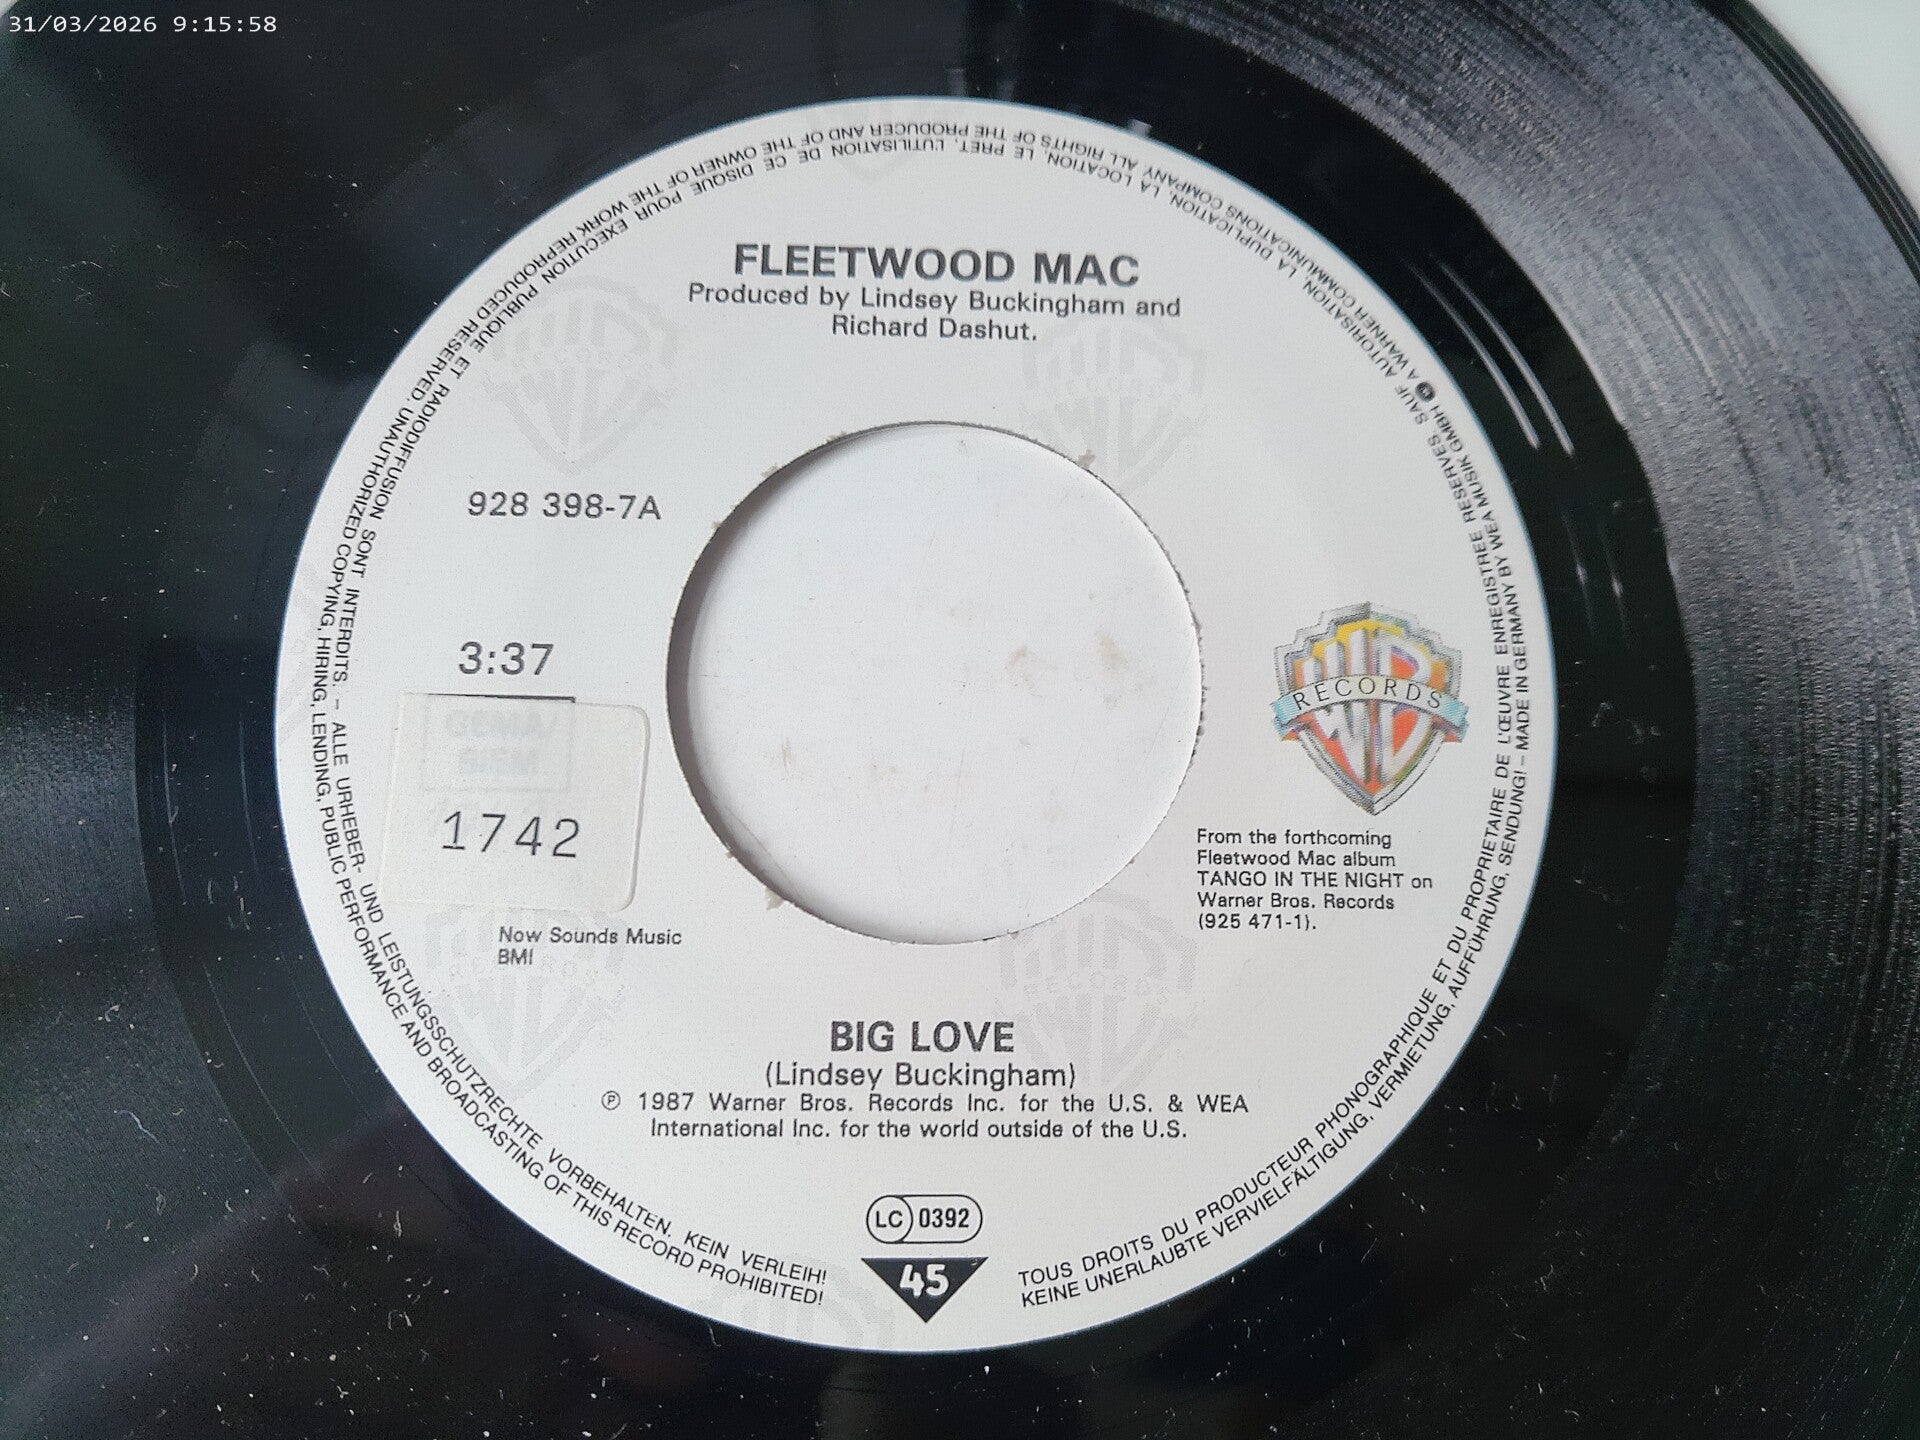 31/03/2026 9:15:58
FLEETWOOD MAC
Produced by Lindsey Buckingham and
Richard Dashut.
928 398-7A
3:37
GEMA/
BIEM
1742
RECORDS
From the forthcoming
Fleetwood Mac album
TANGO IN THE NIGHT on
Warner Bros. Records
(925 471-1).
Now Sounds Music
BMI
BIG LOVE
(Lindsey Buckingham)
℗ 1987 Warner Bros. Records Inc. for the U.S. & WEA
International Inc. for the world outside of the U.S.
LC 0392
45
TOUS DROITS DU PRODUCTEUR PHONOGRAPHIQUE ET DU PROPRIETAIRE DE L'ŒUVRE ENREGISTREE RESERVES. SAUF AUTORISATION, LA DUPLICATION, LA LOCATION, LE PRET, L'UTILISATION DE CE DISQUE POUR EXECUTION PUBLIQUE ET RADIODIFFUSION SONT INTERDITS. – ALLE URHEBER- UND LEISTUNGSSCHUTZRECHTE VORBEHALTEN. KEIN VERLEIH!
KEINE UNERLAUBTE VERVIELFÄLTIGUNG, VERMIETUNG, AUFFÜHRUNG, SENDUNG! – MADE IN GERMANY BY WEA MUSIK GMBH A WARNER COMMUNICATIONS COMPANY. ALL RIGHTS OF THE PRODUCER AND OF THE OWNER OF THE WORK REPRODUCED RESERVED. UNAUTHORIZED COPYING, HIRING, LENDING, PUBLIC PERFORMANCE AND BROADCASTING OF THIS RECORD PROHIBITED!